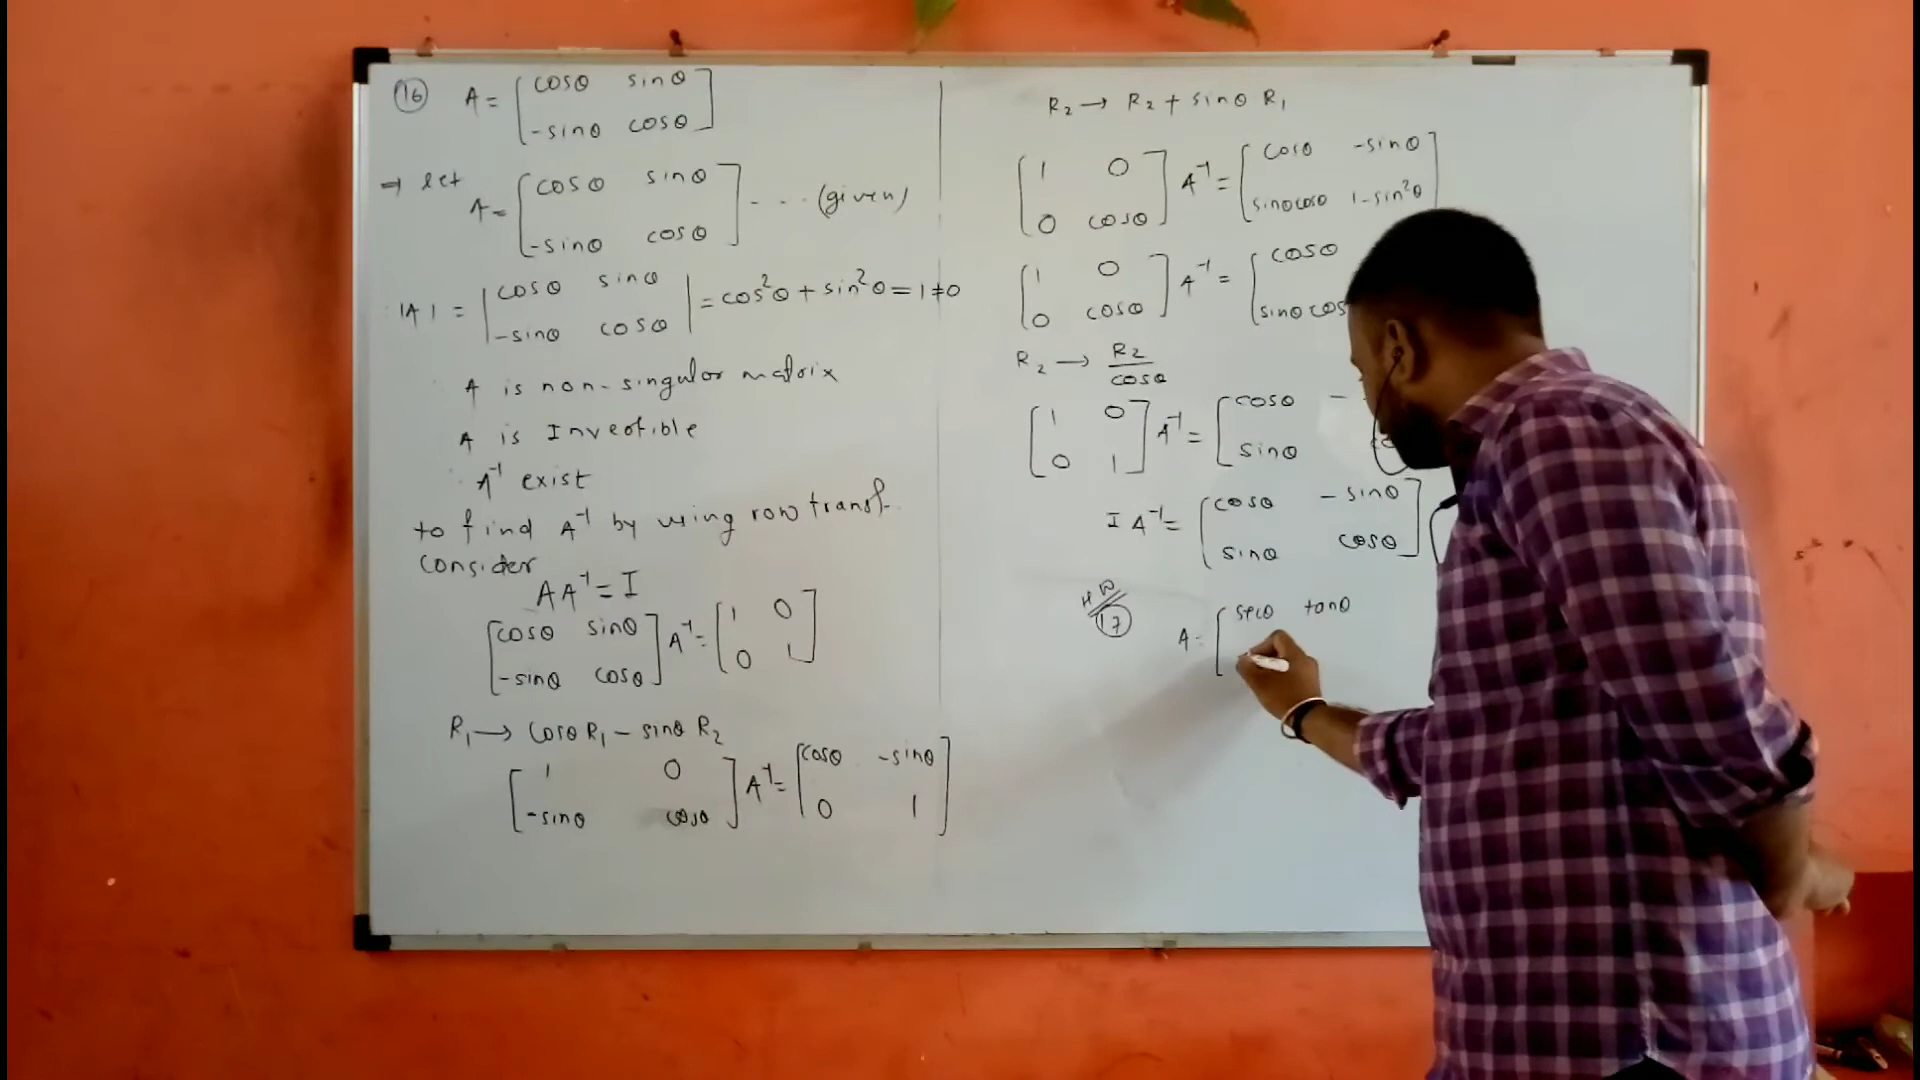 16 A = [ cosθ sinθ
-sinθ cosθ ]
⇒ let
A = [ cosθ sinθ
-sinθ cosθ ] . . . . (given)
|A| = | cosθ sinθ
-sinθ cosθ | = cos²θ + sin²θ = 1 ≠ 0
A is non-singular matrix
A is Invertible
A⁻¹ exist
to find A⁻¹ by using row transf.
consider
AA⁻¹ = I
[ cosθ sinθ
-sinθ cosθ ] A⁻¹ = [ 1 0
0 1 ]
R₁ → cosθ R₁ - sinθ R₂
[ 1 0
-sinθ cosθ ] A⁻¹ = [ cosθ -sinθ
0 1 ]
R₂ → R₂ + sinθ R₁
[ 1 0
0 cosθ ] A⁻¹ = [ cosθ -sinθ
sinθcosθ 1-sin²θ ]
[ 1 0
0 cosθ ] A⁻¹ = [ cosθ
sinθ cos
R₂ → R₂
cosθ
[ 1 0
0 1 ] A⁻¹ = [ cosθ -
sinθ
I A⁻¹ = [ cosθ -sinθ
sinθ cosθ ]
HW
17 A = [ secθ tanθ